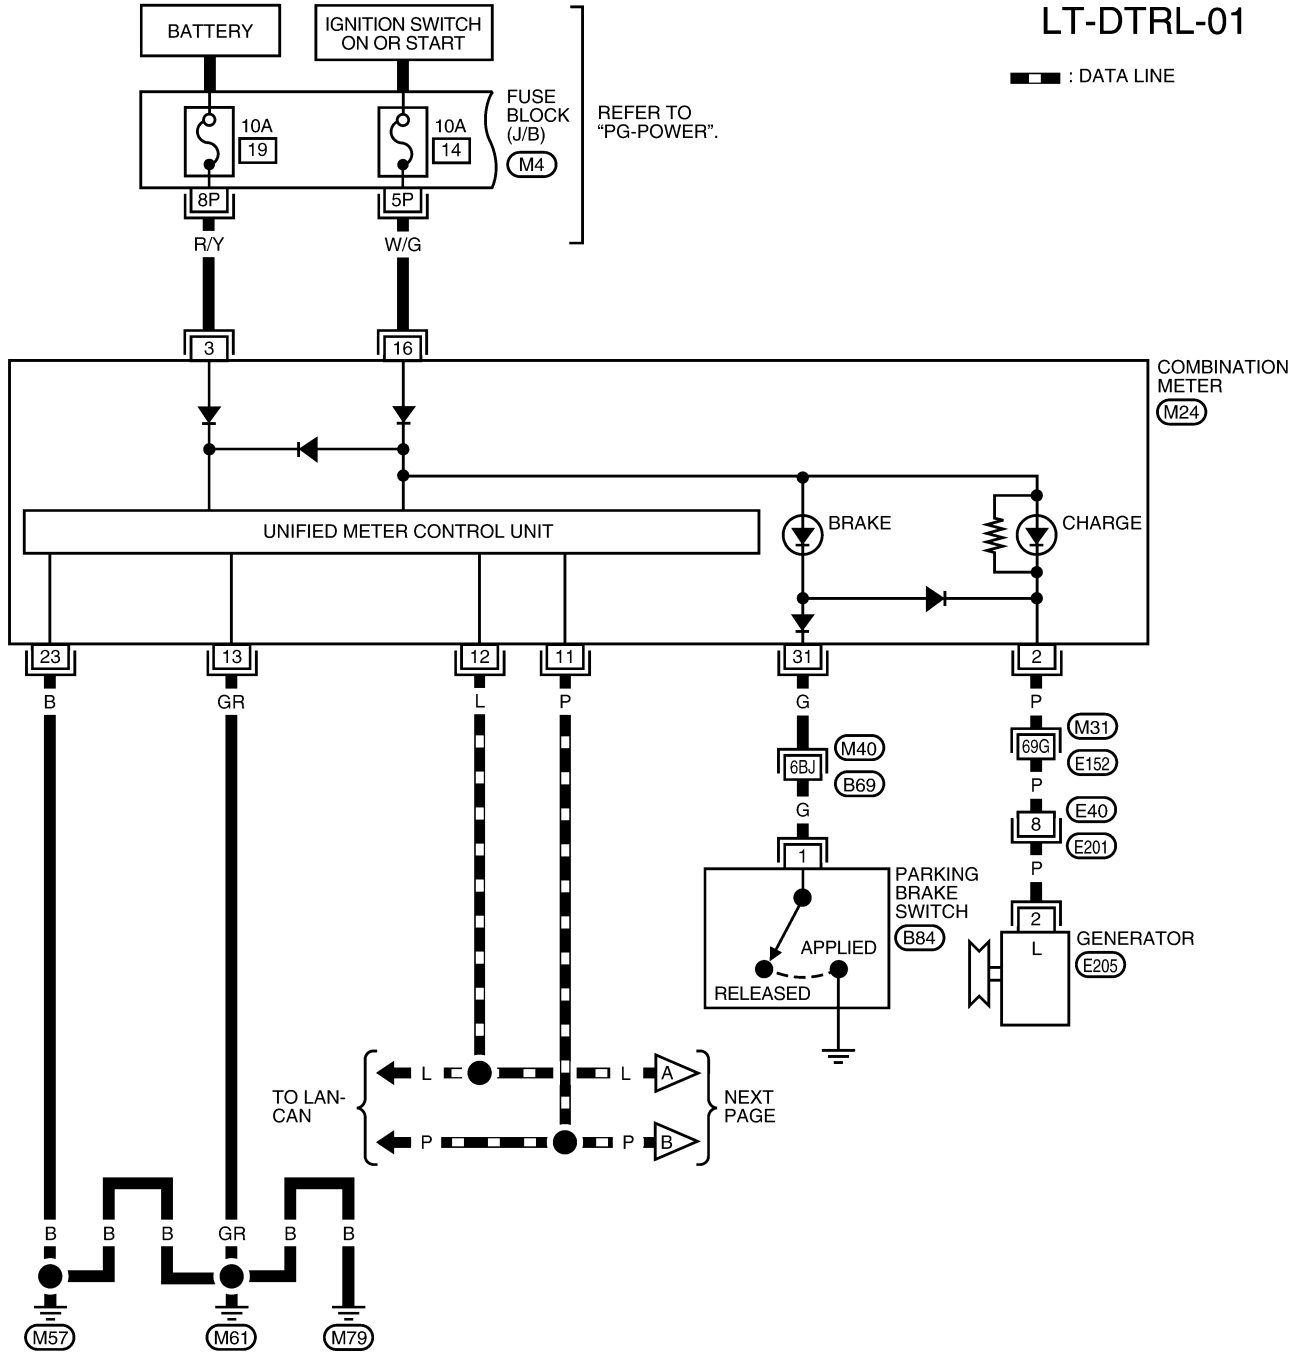 LT-DTRL-01
: DATA LINE
BATTERY
IGNITION SWITCH
ON OR START
10A
19
10A
14
FUSE
BLOCK
(J/B)
M4
REFER TO
“PG-POWER”.
8P
5P
R/Y
W/G
3
16
COMBINATION
METER
M24
UNIFIED METER CONTROL UNIT
BRAKE
CHARGE
23
13
12
11
31
2
B
GR
L
P
G
P
M40
6BJ
B69
G
M31
69G
E152
P
E40
8
E201
P
1
PARKING
BRAKE
SWITCH
B84
APPLIED
RELEASED
2
L
GENERATOR
E205
TO LAN-
CAN
L
L
A
P
P
B
NEXT
PAGE
B
B
B
GR
B
B
M57
M61
M79